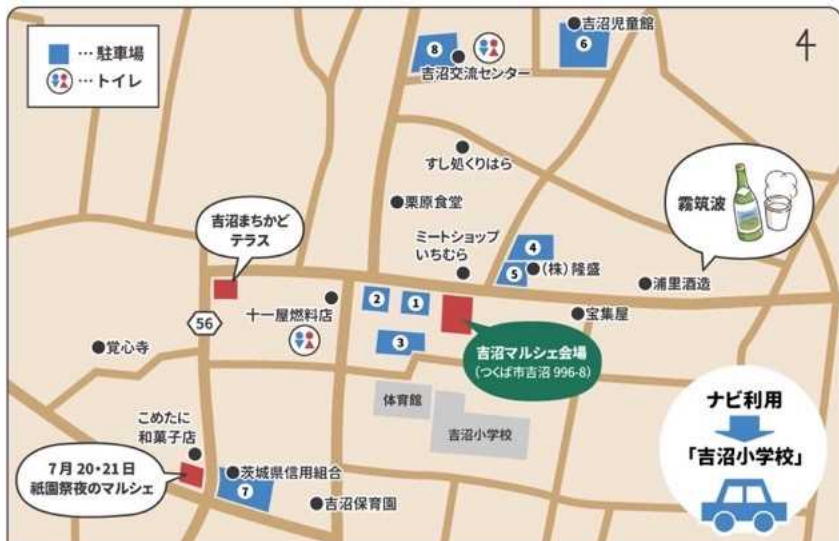 …駐車場
…トイレ
8
吉沼交流センター
吉沼児童館
6
すし処くりはら
栗原食堂
霧筑波
吉沼まちかど
テラス
ミートショップ
いちむら
4
5
(株)隆盛
浦里酒造
56
十一屋燃料店
2
1
3
宝集屋
覚心寺
吉沼マルシェ会場
(つくば市吉沼 996-8)
体育館
吉沼小学校
ナビ利用
「吉沼小学校」
こめたに
和菓子店
7月20・21日
祇園祭夜のマルシェ
茨城県信用組合
7
吉沼保育園